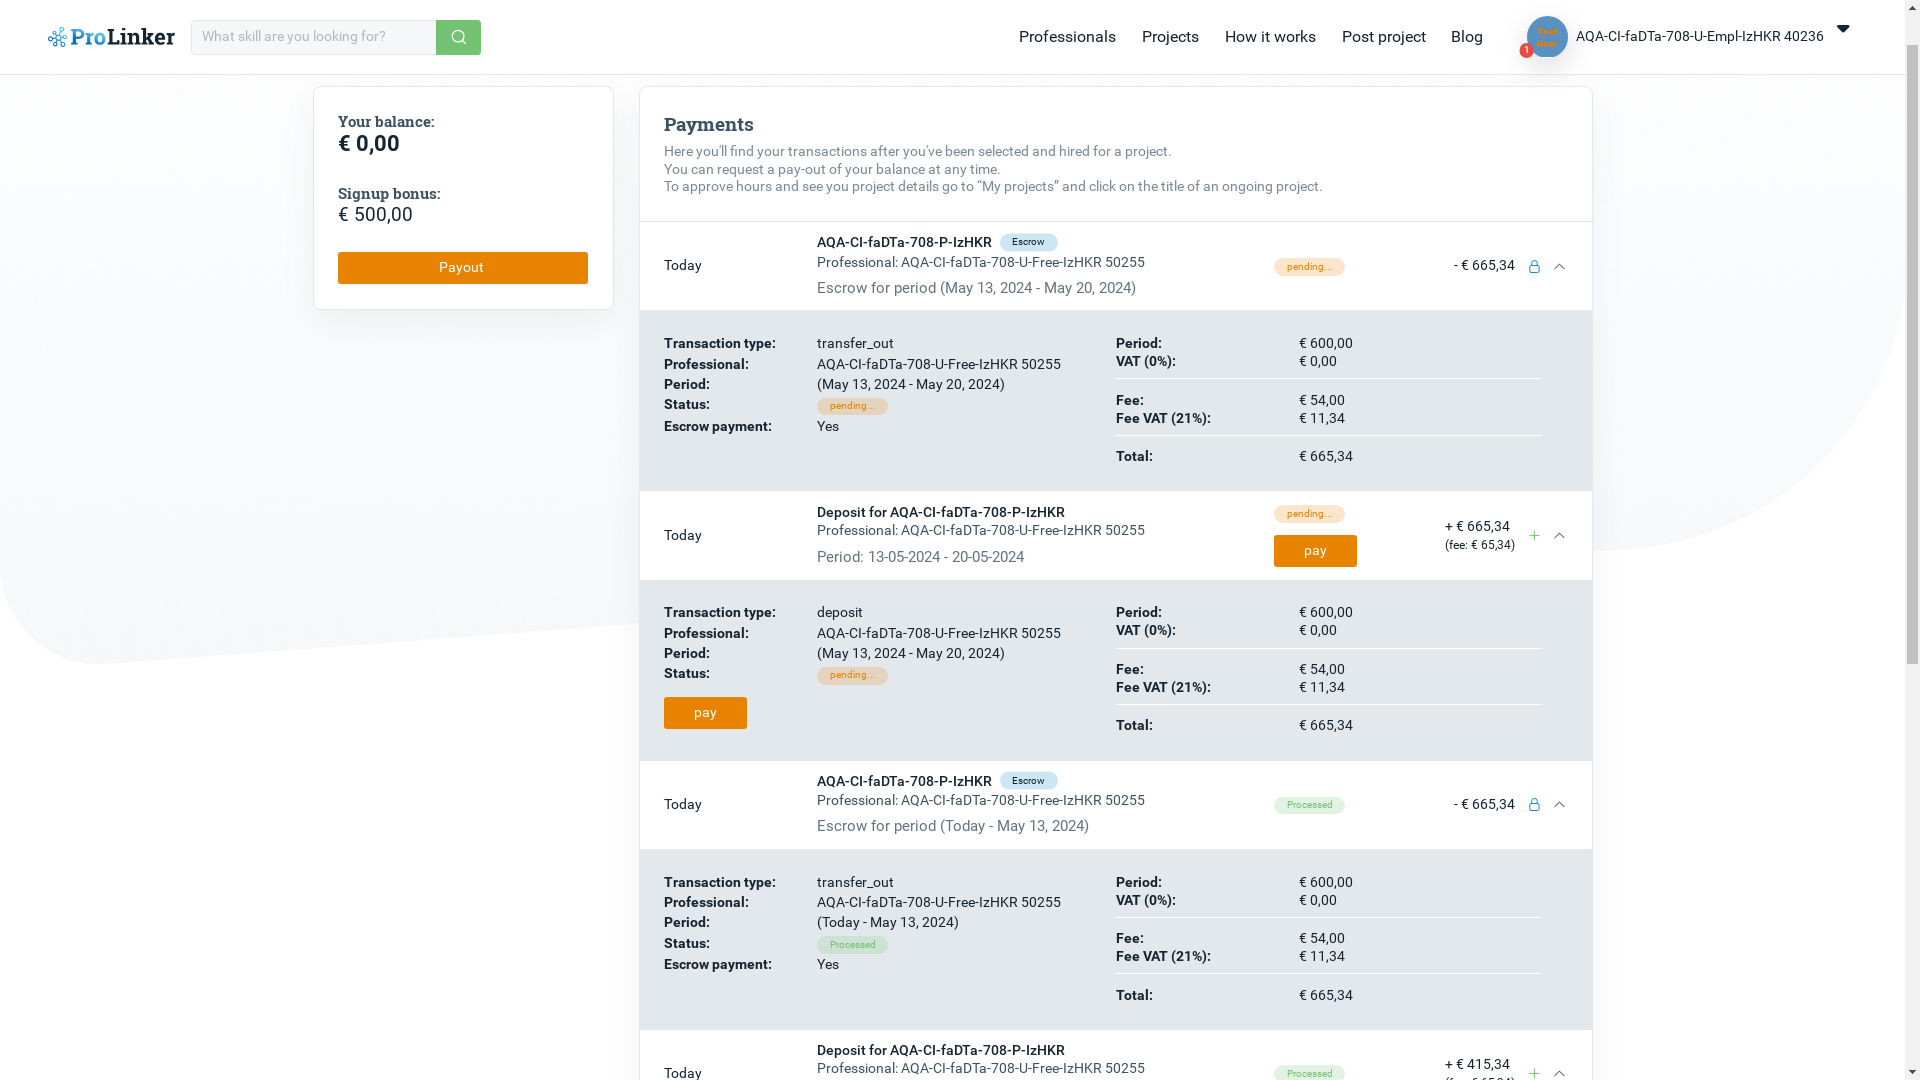 ProLinker
What skill are you looking for?
Professionals
Projects
How it works
Post project
Blog
1
AQA-CI-faDTa-708-U-Empl-IzHKR 40236
Your balance:
€ 0,00
Signup bonus:
€ 500,00
Payout
Payments
Here you'll find your transactions after you've been selected and hired for a project.
You can request a pay-out of your balance at any time.
To approve hours and see you project details go to “My projects” and click on the title of an ongoing project.
Today
AQA-CI-faDTa-708-P-IzHKR Escrow
Professional: AQA-CI-faDTa-708-U-Free-IzHKR 50255
Escrow for period (May 13, 2024 - May 20, 2024)
pending...
- € 665,34
Transaction type: transfer_out
Professional: AQA-CI-faDTa-708-U-Free-IzHKR 50255
Period: (May 13, 2024 - May 20, 2024)
Status: pending...
Escrow payment: Yes
Period: € 600,00
VAT (0%): € 0,00
Fee: € 54,00
Fee VAT (21%): € 11,34
Total: € 665,34
Today
Deposit for AQA-CI-faDTa-708-P-IzHKR
Professional: AQA-CI-faDTa-708-U-Free-IzHKR 50255
Period: 13-05-2024 - 20-05-2024
pending...
pay
+ € 665,34
(fee: € 65,34)
Transaction type: deposit
Professional: AQA-CI-faDTa-708-U-Free-IzHKR 50255
Period: (May 13, 2024 - May 20, 2024)
Status: pending...
pay
Period: € 600,00
VAT (0%): € 0,00
Fee: € 54,00
Fee VAT (21%): € 11,34
Total: € 665,34
Today
AQA-CI-faDTa-708-P-IzHKR Escrow
Professional: AQA-CI-faDTa-708-U-Free-IzHKR 50255
Escrow for period (Today - May 13, 2024)
Processed
- € 665,34
Transaction type: transfer_out
Professional: AQA-CI-faDTa-708-U-Free-IzHKR 50255
Period: (Today - May 13, 2024)
Status: Processed
Escrow payment: Yes
Period: € 600,00
VAT (0%): € 0,00
Fee: € 54,00
Fee VAT (21%): € 11,34
Total: € 665,34
Today
Deposit for AQA-CI-faDTa-708-P-IzHKR
Professional: AQA-CI-faDTa-708-U-Free-IzHKR 50255
Processed
+ € 415,34